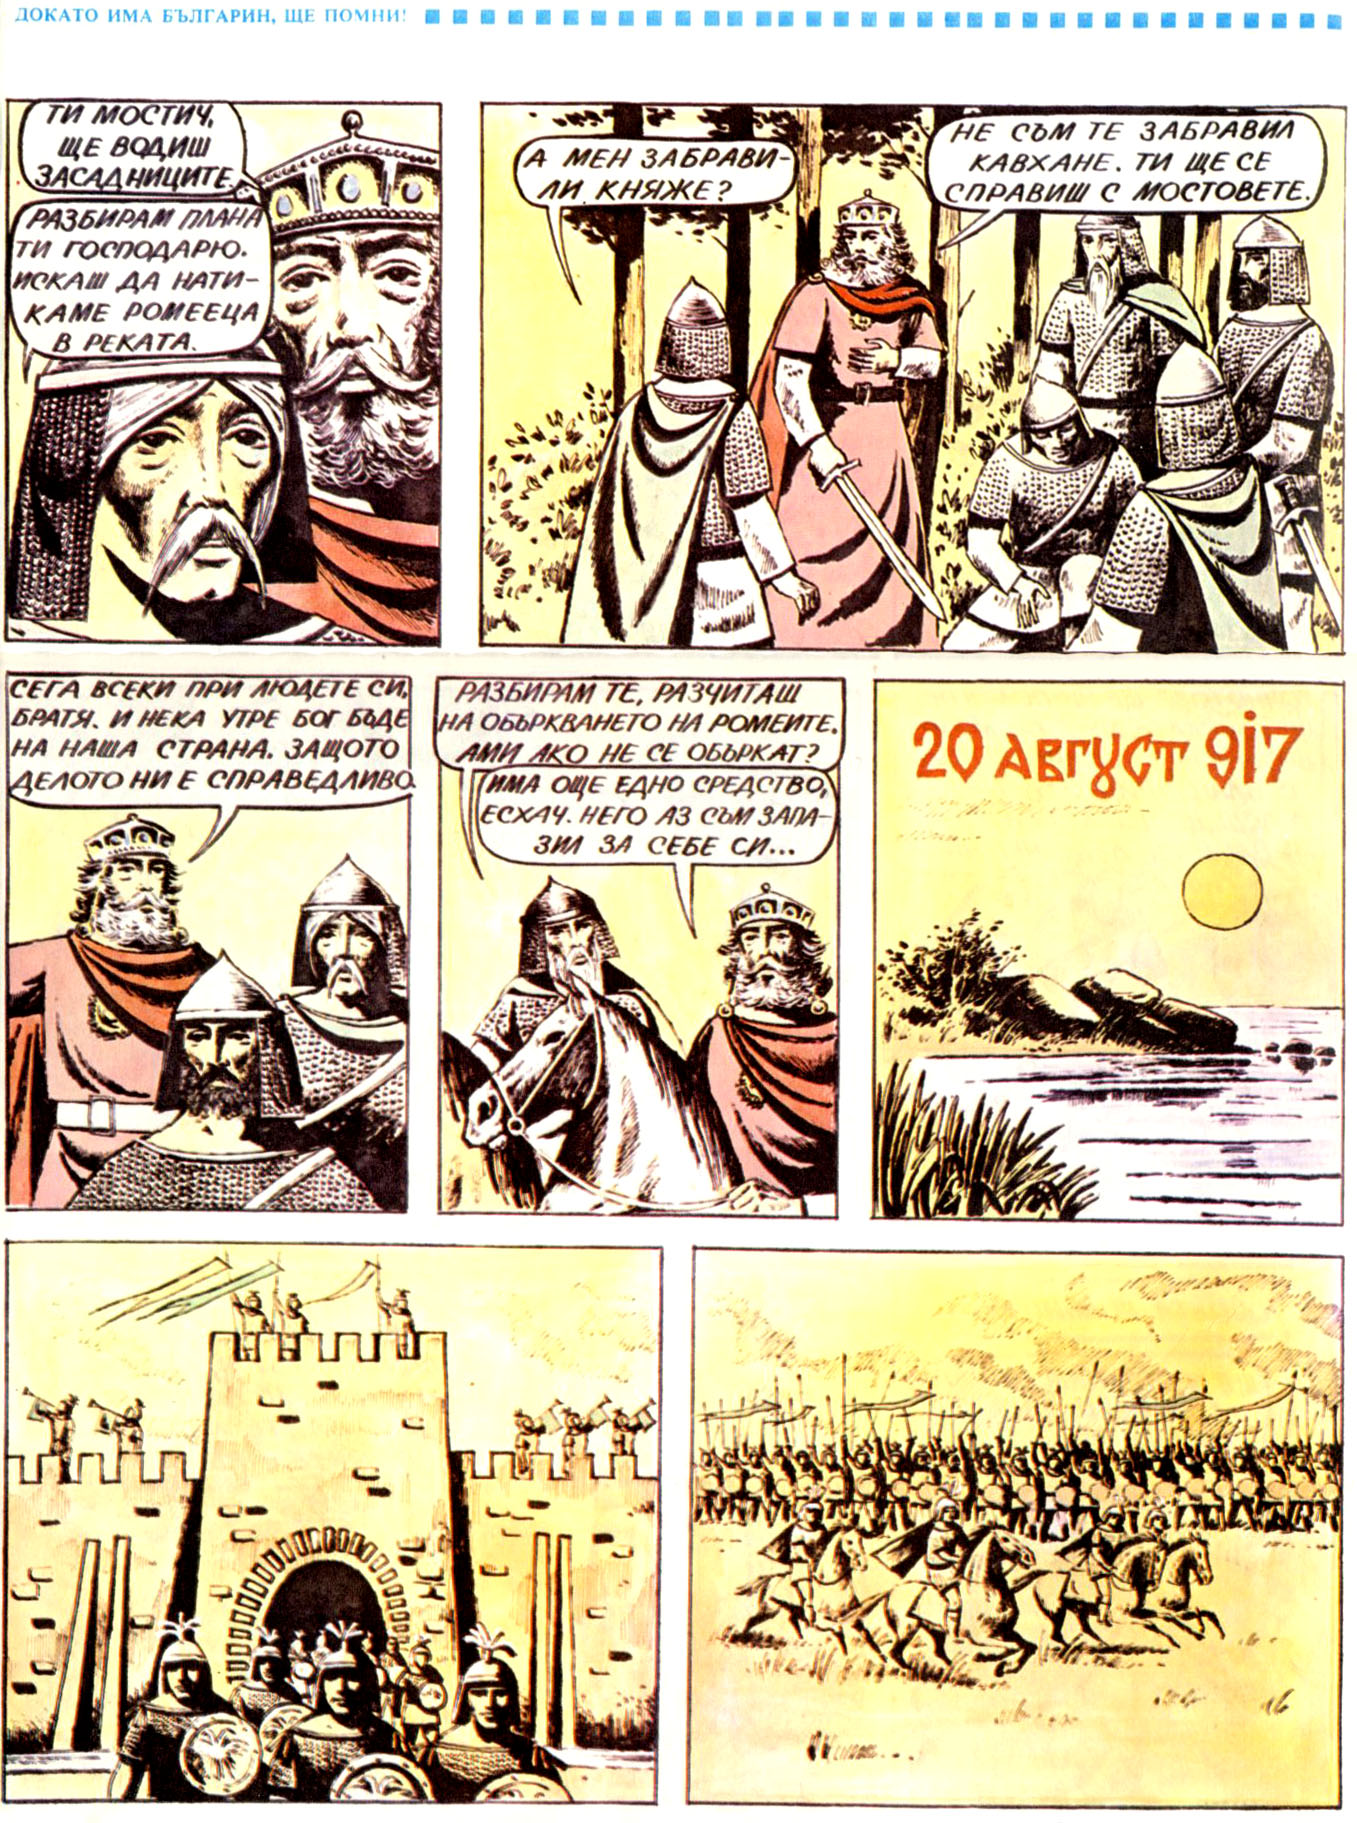 ДОКАТО ИМА БЪЛГАРИН, ЩЕ ПОМНИ!
ТИ МОСТИЧ,
ЩЕ ВОДИШ
ЗАСАДНИЦИТЕ.
РАЗБИРАМ ПЛАНА
ТИ ГОСПОДАРЮ.
ИСКАШ ДА НАТИ-
КАМЕ РОМЕЕЦА
В РЕКАТА.
А МЕН ЗАБРАВИ-
ЛИ, КНЯЖЕ?
НЕ СЪМ ТЕ ЗАБРАВИЛ
КАВХАНЕ. ТИ ЩЕ СЕ
СПРАВИШ С МОСТОВЕТЕ.
СЕГА ВСЕКИ ПРИ ЛЮДЕТЕ СИ,
БРАТЯ. И НЕКА УТРЕ БОГ БЪДЕ
НА НАША СТРАНА. ЗАЩОТО
ДЕЛОТО НИ Е СПРАВЕДЛИВО.
РАЗБИРАМ ТЕ, РАЗЧИТАШ
НА ОБЪРКВАНЕТО НА РОМЕИТЕ.
АМИ АКО НЕ СЕ ОБЪРКАТ?
ИМА ОЩЕ ЕДНО СРЕДСТВО,
ЕСХАЧ. НЕГО АЗ СЪМ ЗАПА-
ЗИЛ ЗА СЕБЕ СИ...
20 АВГУСТ 917